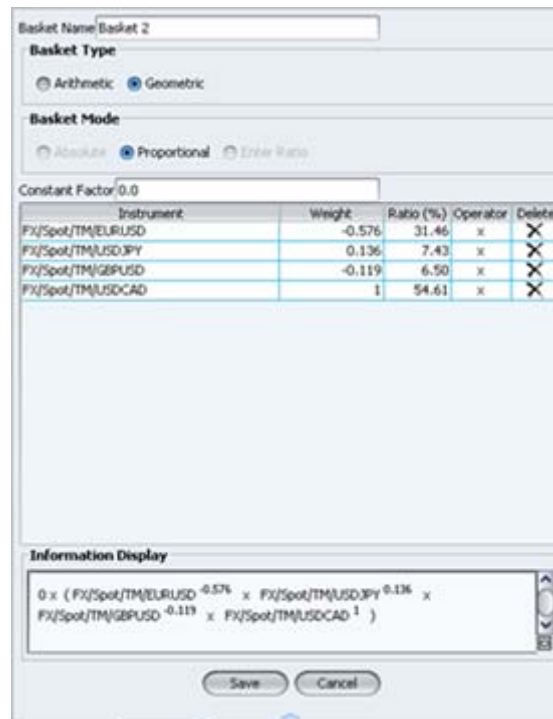 Basket Name Basket 2
Basket Type
Arithmetic Geometric
Basket Mode
Absolute Proportional Enter Ratio
Constant Factor 0.0
Instrument Weight Ratio (%) Operator Delete
FX/Spot/TM/EURUSD -0.576 31.46 x X
FX/Spot/TM/USDJPY 0.136 7.43 x X
FX/Spot/TM/GBPUSD -0.119 6.50 x X
FX/Spot/TM/USDCAD 1 54.61 x X
Information Display
0 x ( FX/Spot/TM/EURUSD -0.576 x FX/Spot/TM/USDJPY 0.136 x
FX/Spot/TM/GBPUSD -0.119 x FX/Spot/TM/USDCAD 1 )
Save Cancel